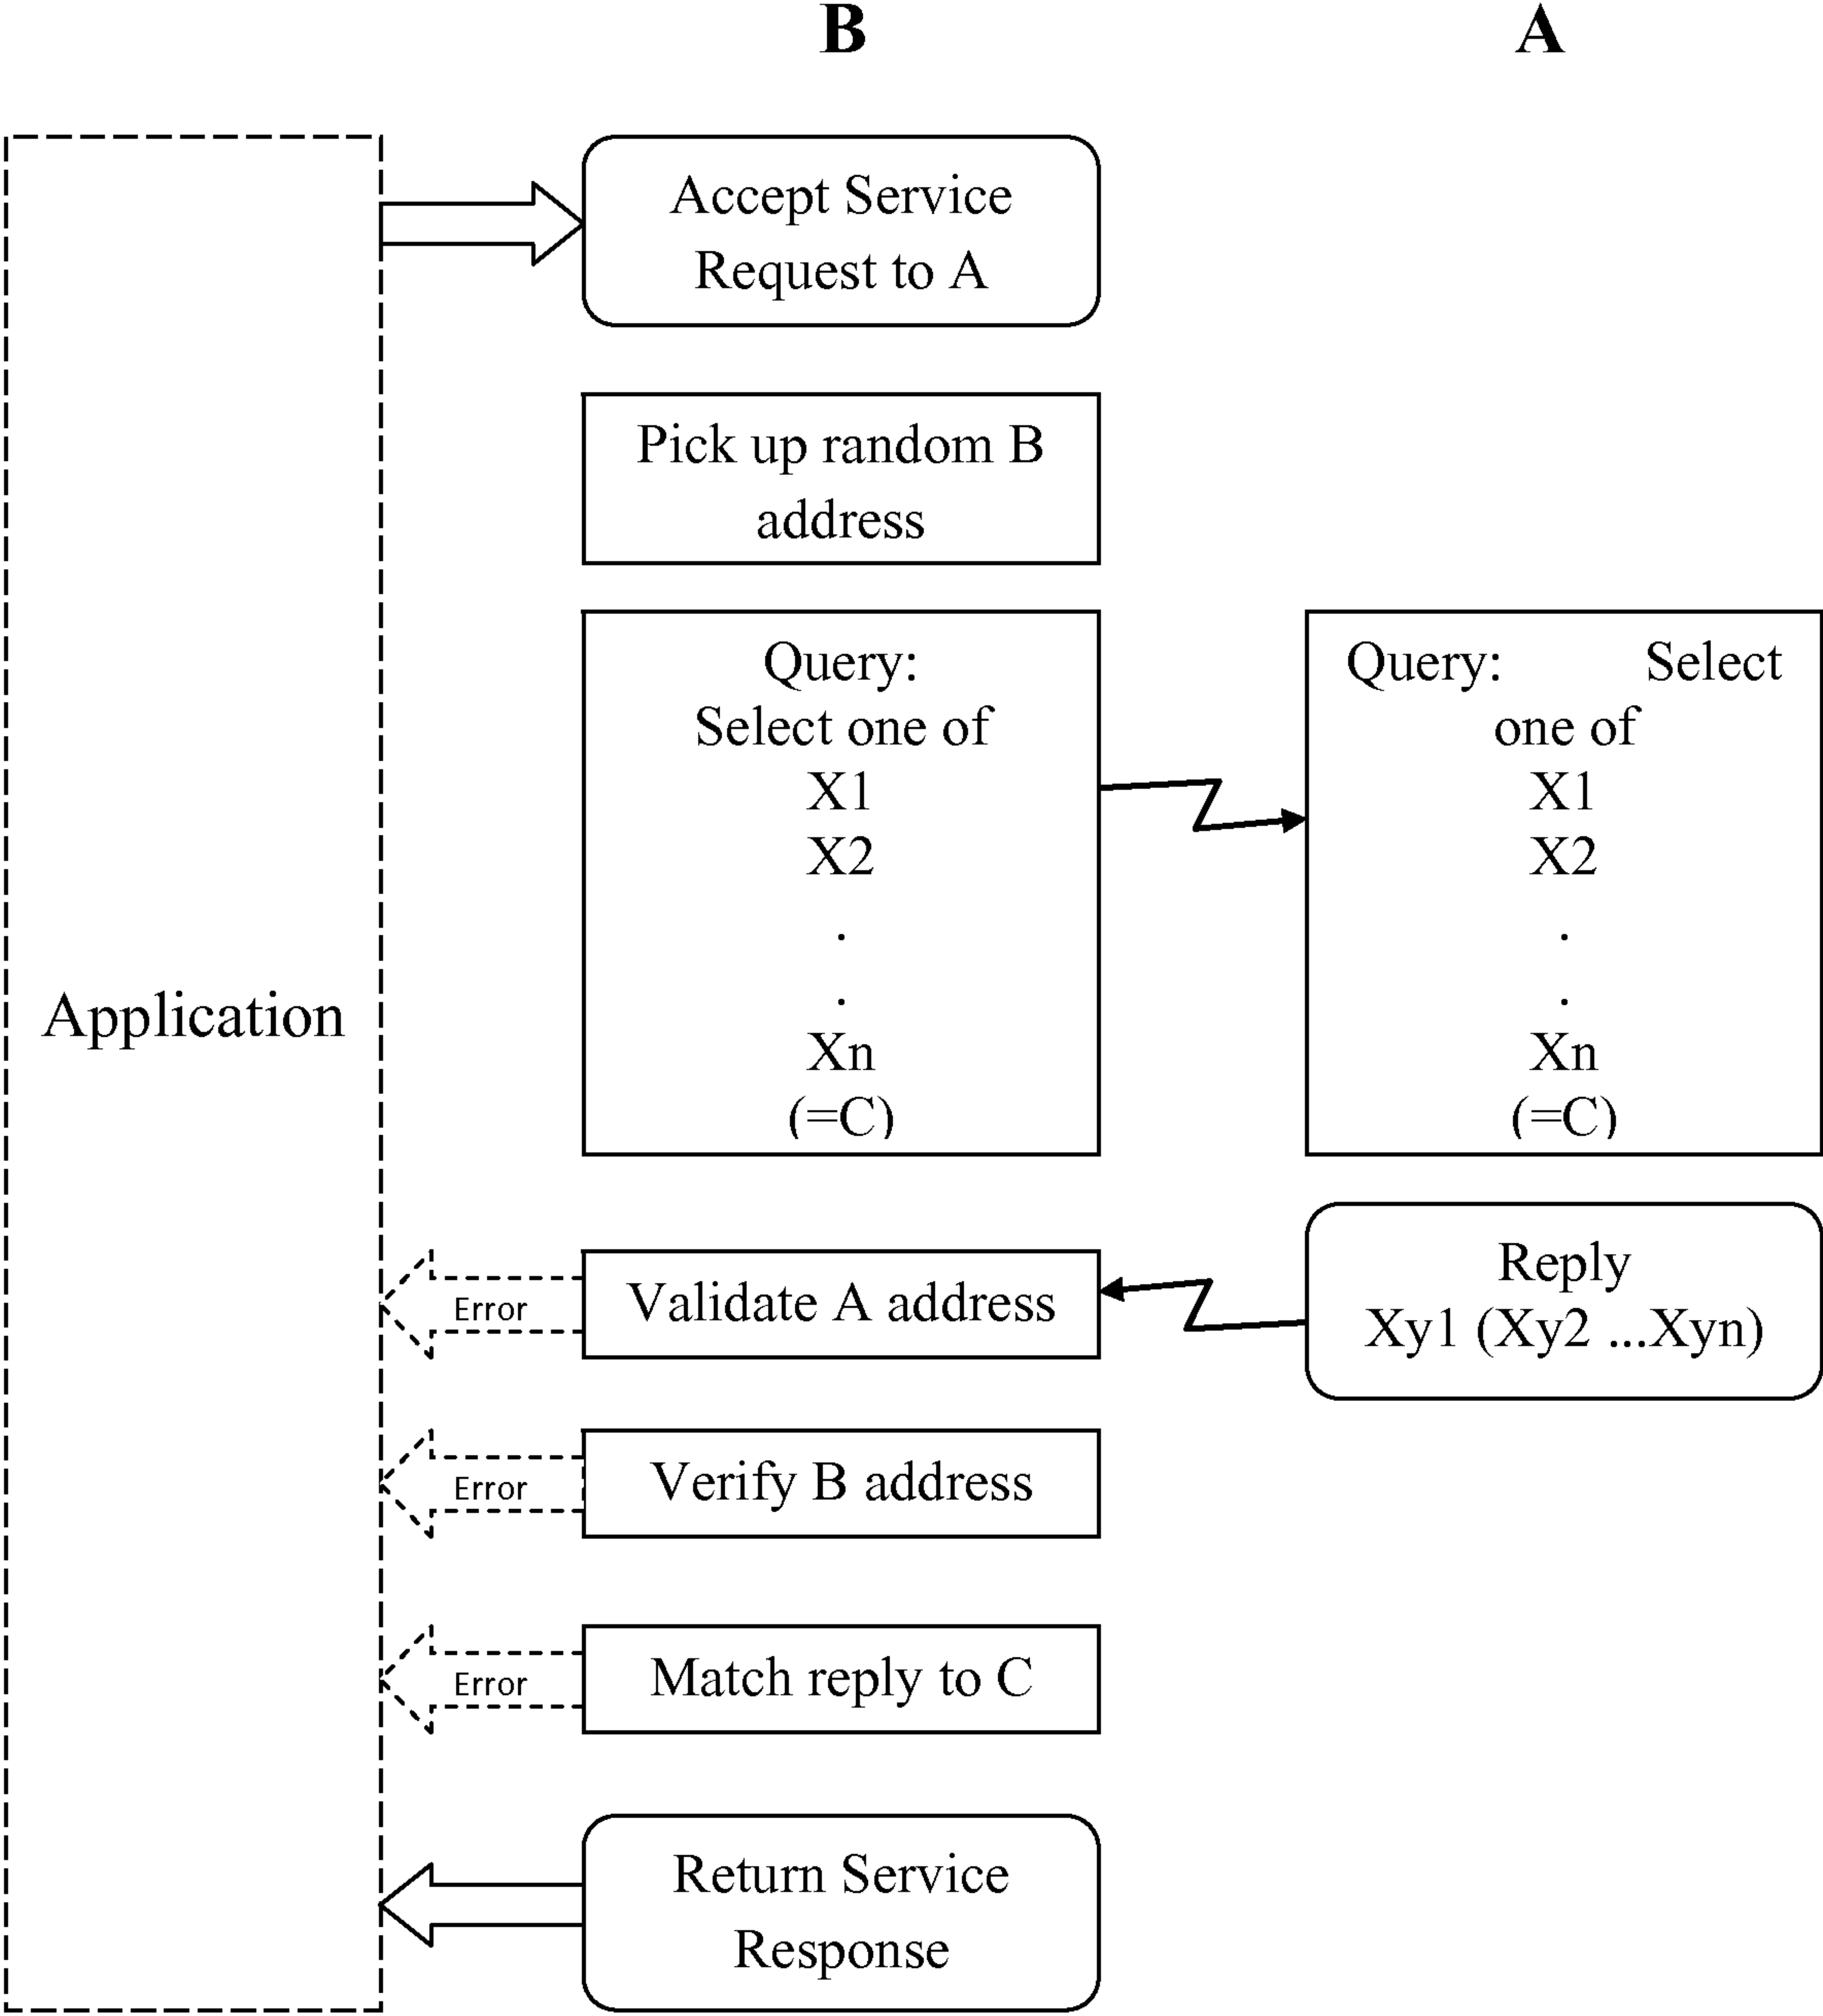 B
A
Accept Service
Request to A
Pick up random B
address
Query:
Select one of
X1
X2
.
.
Xn
(=C)
Query: Select
one of
X1
X2
.
.
Xn
(=C)
Application
Reply
Xy1 (Xy2 ...Xyn)
Error
Validate A address
Error
Verify B address
Error
Match reply to C
Return Service
Response